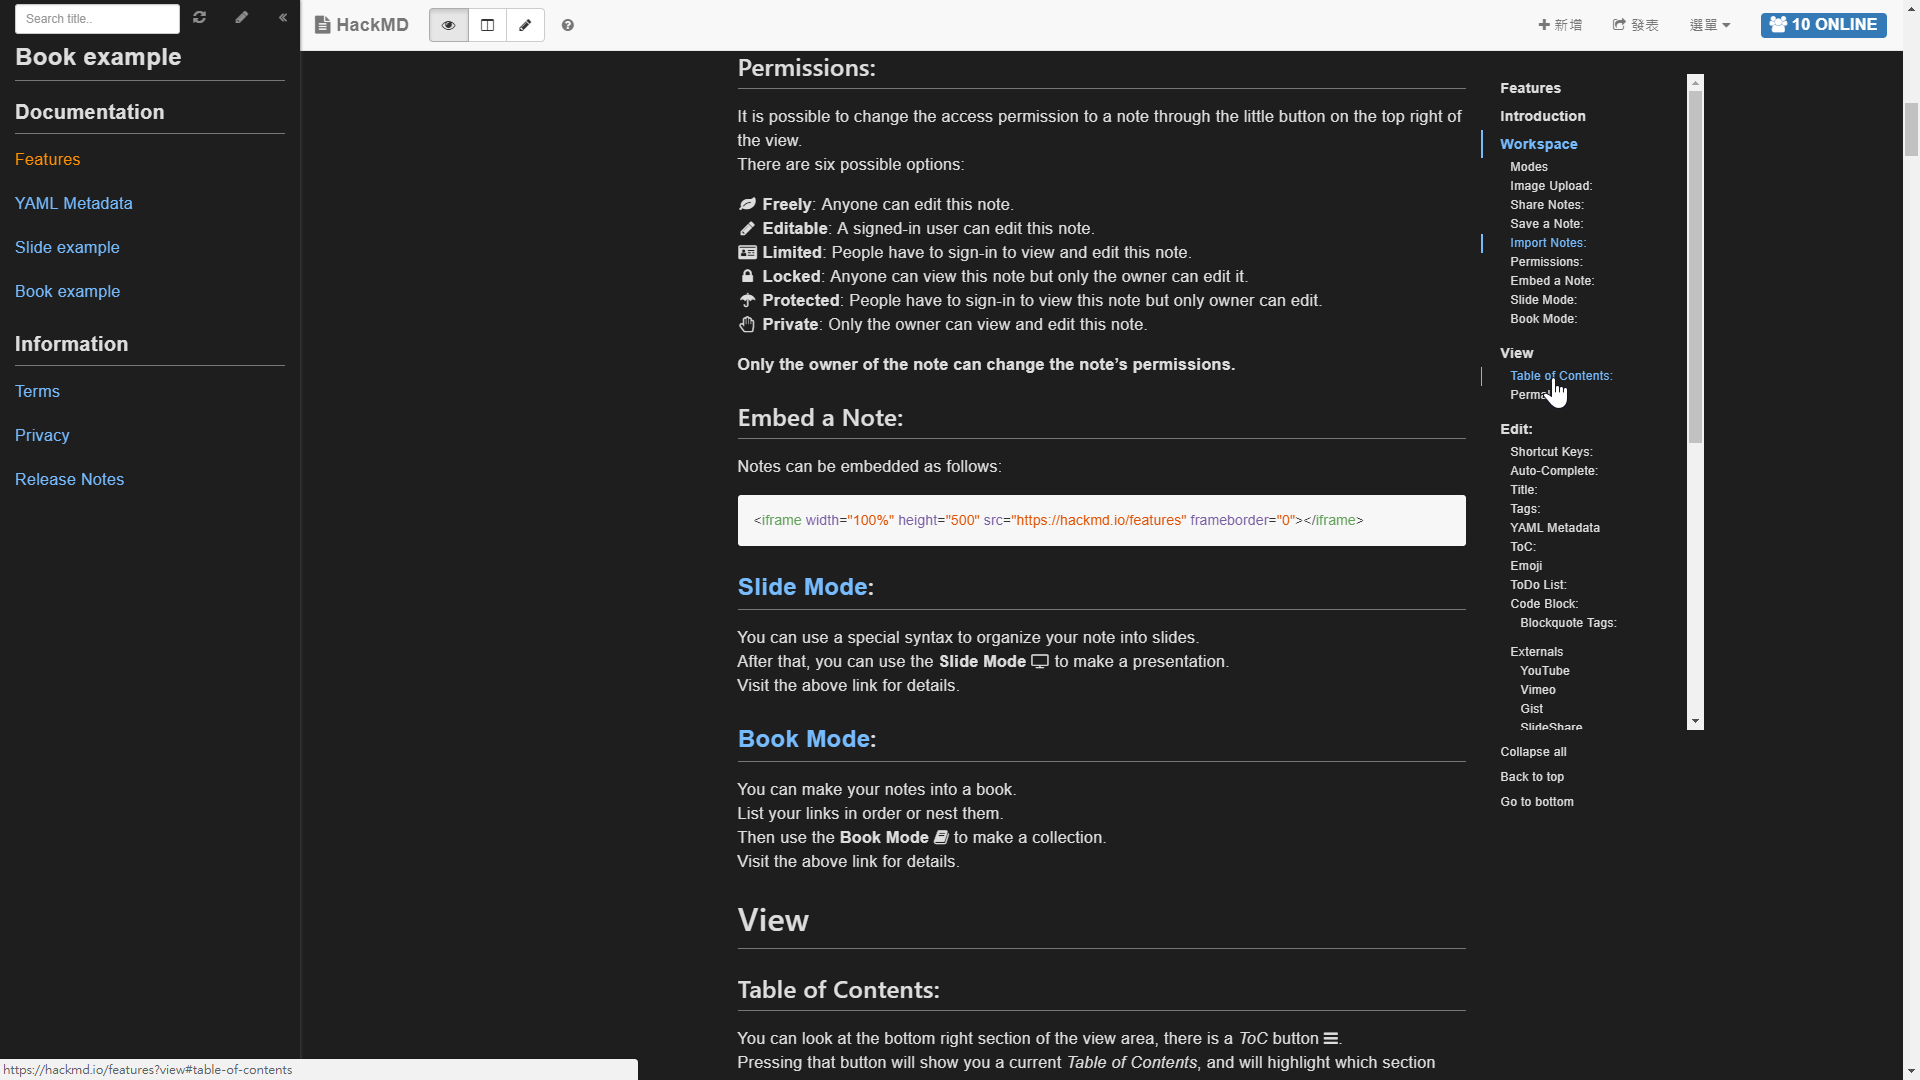 Search title..
Book example
Documentation
Features
YAML Metadata
Slide example
Book example
Information
Terms
Privacy
Release Notes
HackMD
新增
發表
選單
10 ONLINE
Permissions:
It is possible to change the access permission to a note through the little button on the top right of
the view.
There are six possible options:
Freely: Anyone can edit this note.
Editable: A signed-in user can edit this note.
Limited: People have to sign-in to view and edit this note.
Locked: Anyone can view this note but only the owner can edit it.
Protected: People have to sign-in to view this note but only owner can edit.
Private: Only the owner can view and edit this note.
Only the owner of the note can change the note’s permissions.
Embed a Note:
Notes can be embedded as follows:
<iframe width="100%" height="500" src="https://hackmd.io/features" frameborder="0"></iframe>
Slide Mode:
You can use a special syntax to organize your note into slides.
After that, you can use the Slide Mode to make a presentation.
Visit the above link for details.
Book Mode:
You can make your notes into a book.
List your links in order or nest them.
Then use the Book Mode to make a collection.
Visit the above link for details.
View
Table of Contents:
You can look at the bottom right section of the view area, there is a ToC button .
Pressing that button will show you a current Table of Contents, and will highlight which section
Features
Introduction
Workspace
Modes
Image Upload:
Share Notes:
Save a Note:
Import Notes:
Permissions:
Embed a Note:
Slide Mode:
Book Mode:
View
Table of Contents:
Edit:
Shortcut Keys:
Auto-Complete:
Title:
Tags:
YAML Metadata
ToC:
Emoji
ToDo List:
Code Block:
Blockquote Tags:
Externals
YouTube
Vimeo
Gist
SlideShare
Collapse all
Back to top
Go to bottom
https://hackmd.io/features?view#table-of-contents